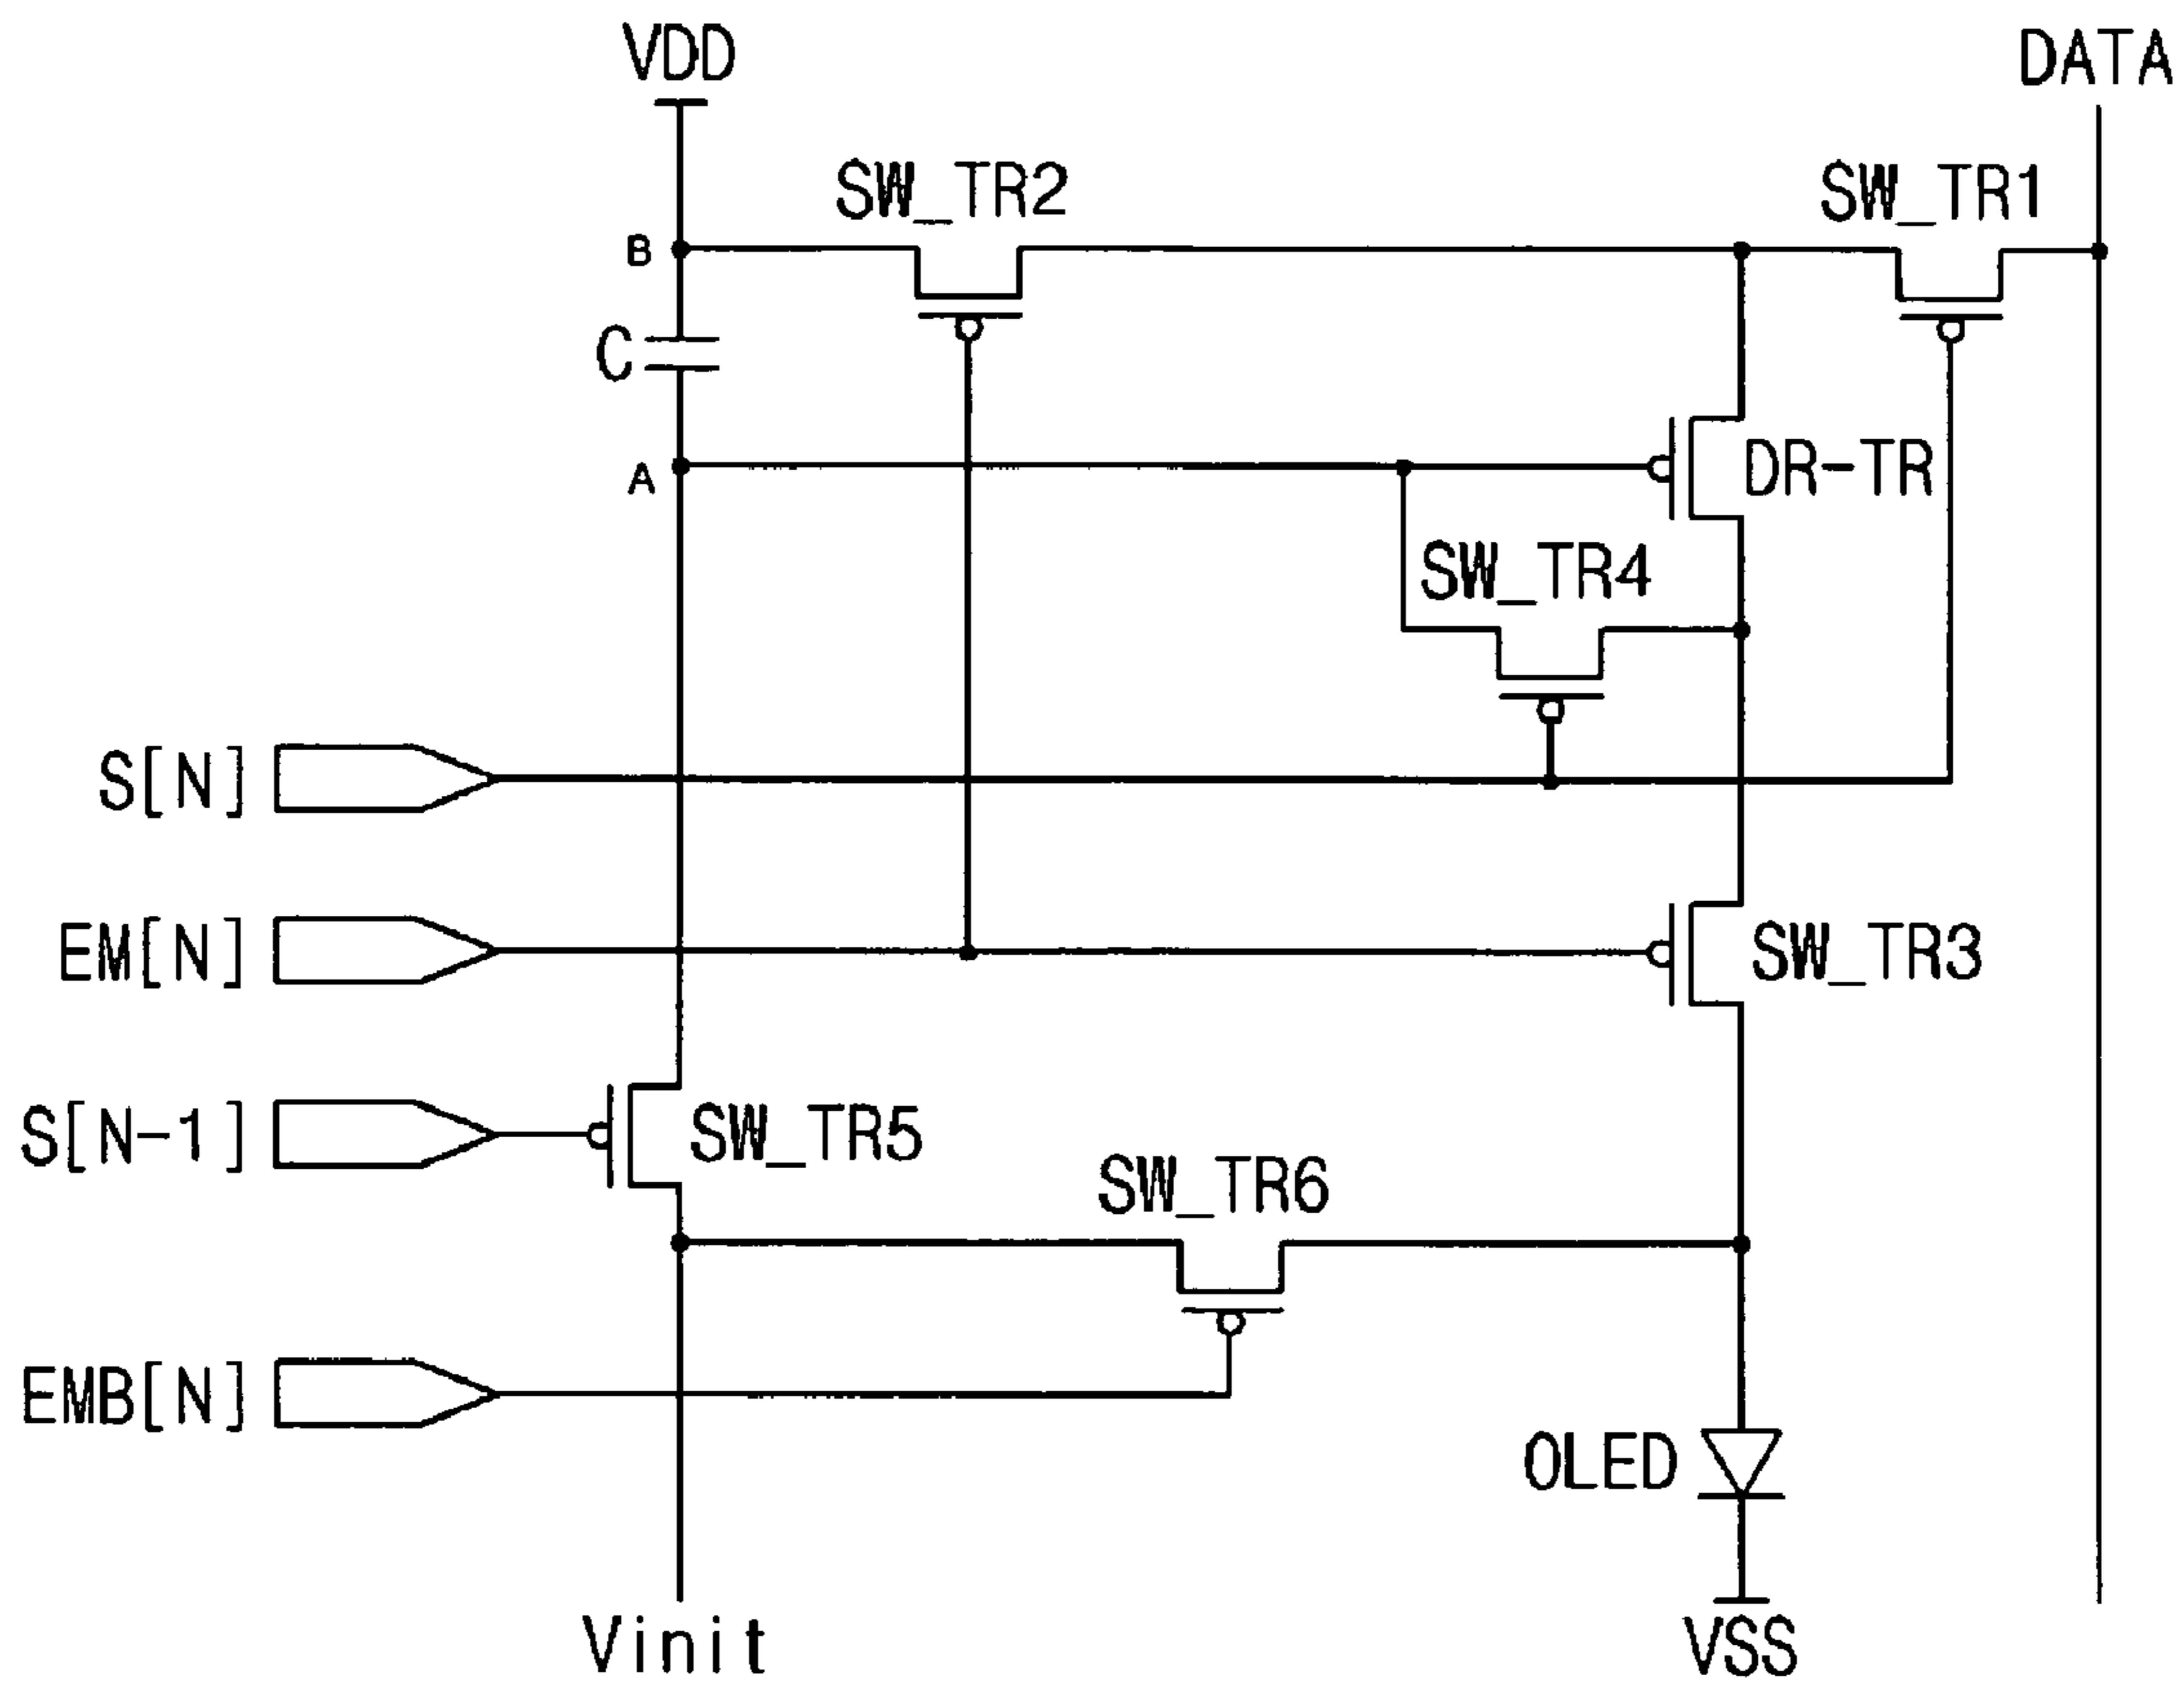 VDD
DATA
SW_TR2
SW_TR1
B
C
A
DR-TR
SW_TR4
S[N]
EM[N]
SW_TR3
S[N-1]
SW_TR5
SW_TR6
EMB[N]
OLED
Vinit
VSS